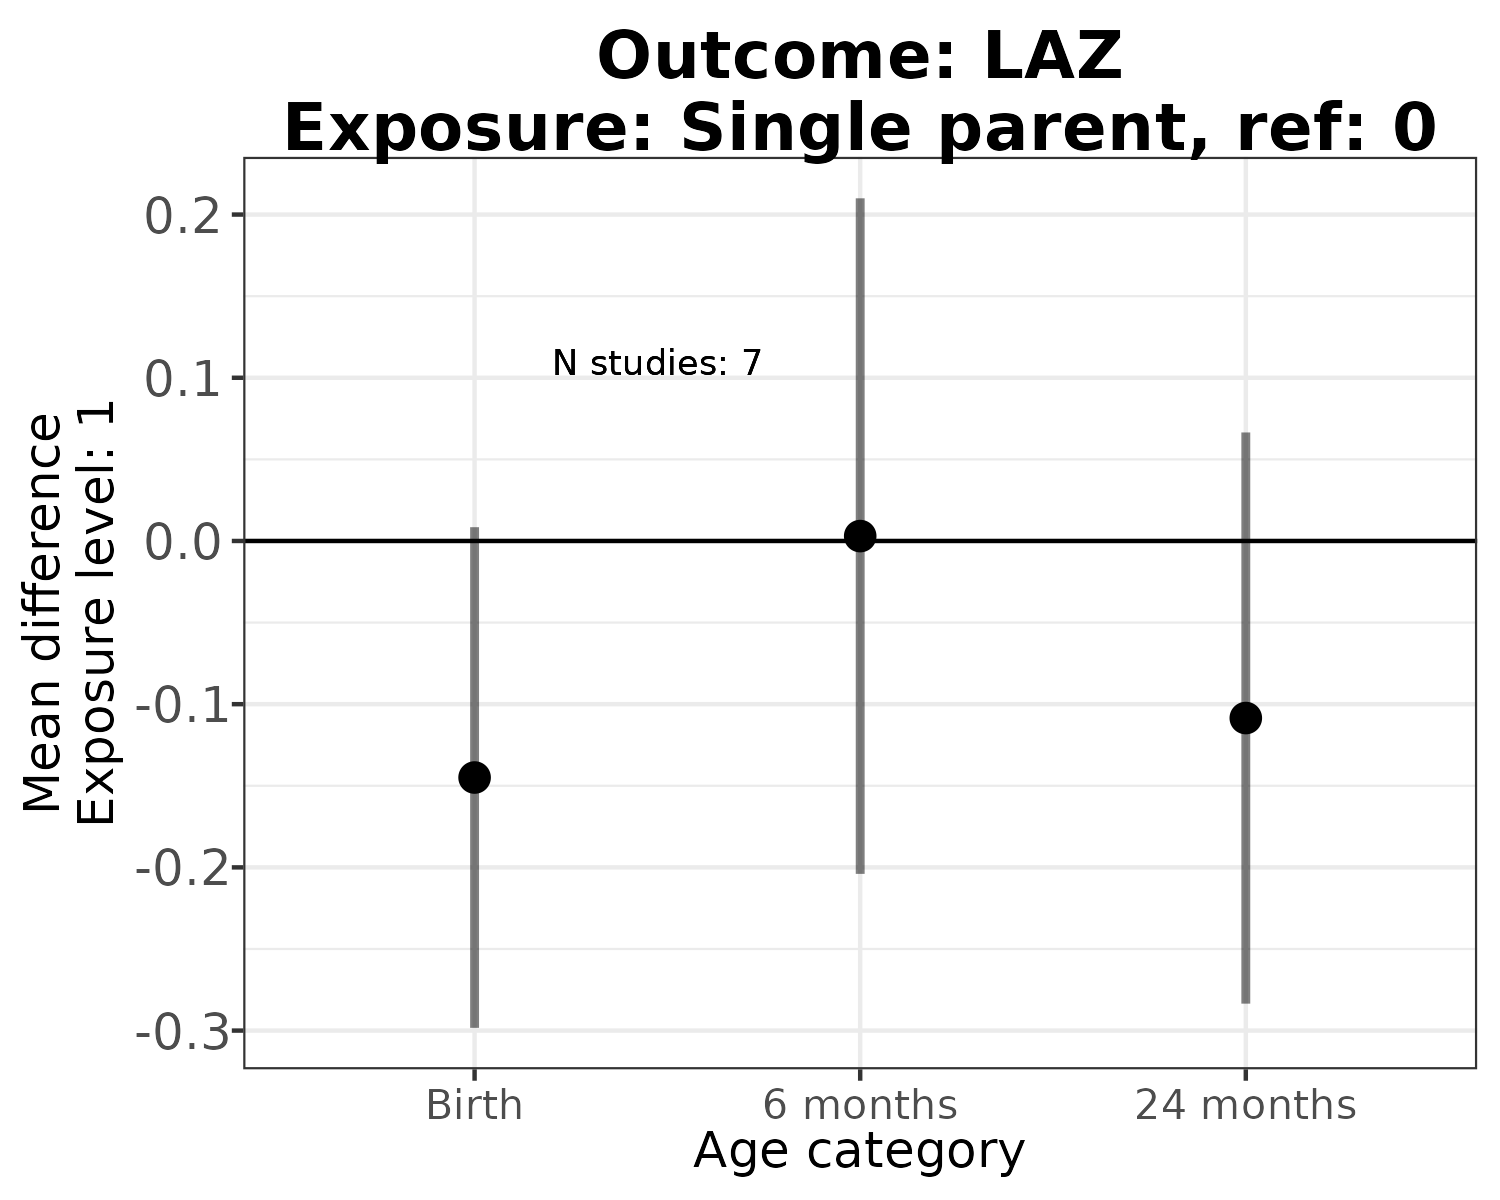 Outcome: LAZ
Exposure: Single parent, ref: 0
Mean difference
Exposure level: 1
0.2
0.1
0.0
-0.1
-0.2
-0.3
N studies: 7
Birth
6 months
24 months
Age category